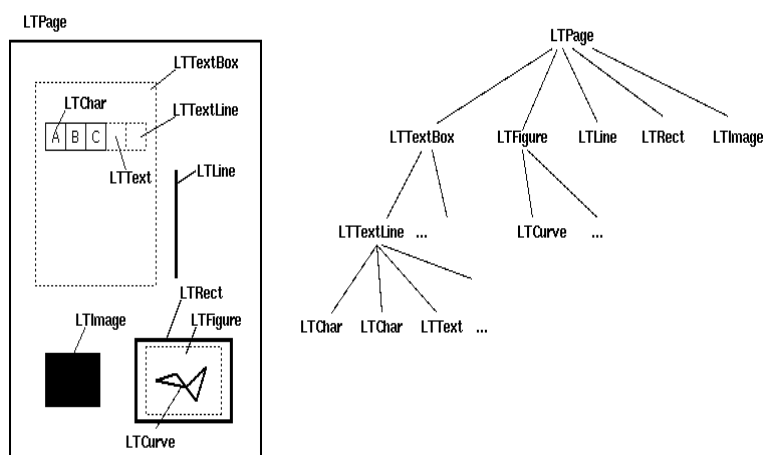 LTPage
LTTextBox
LTChar
LTTextLine
A B C
LTText
LTLine
LTRect
LTImage
LTFigure
LTCurve
LTPage
LTTextBox LTFigure LTLine LTRect LTImage
LTTextLine ... LTCurve ...
LTChar LTChar LTText ...